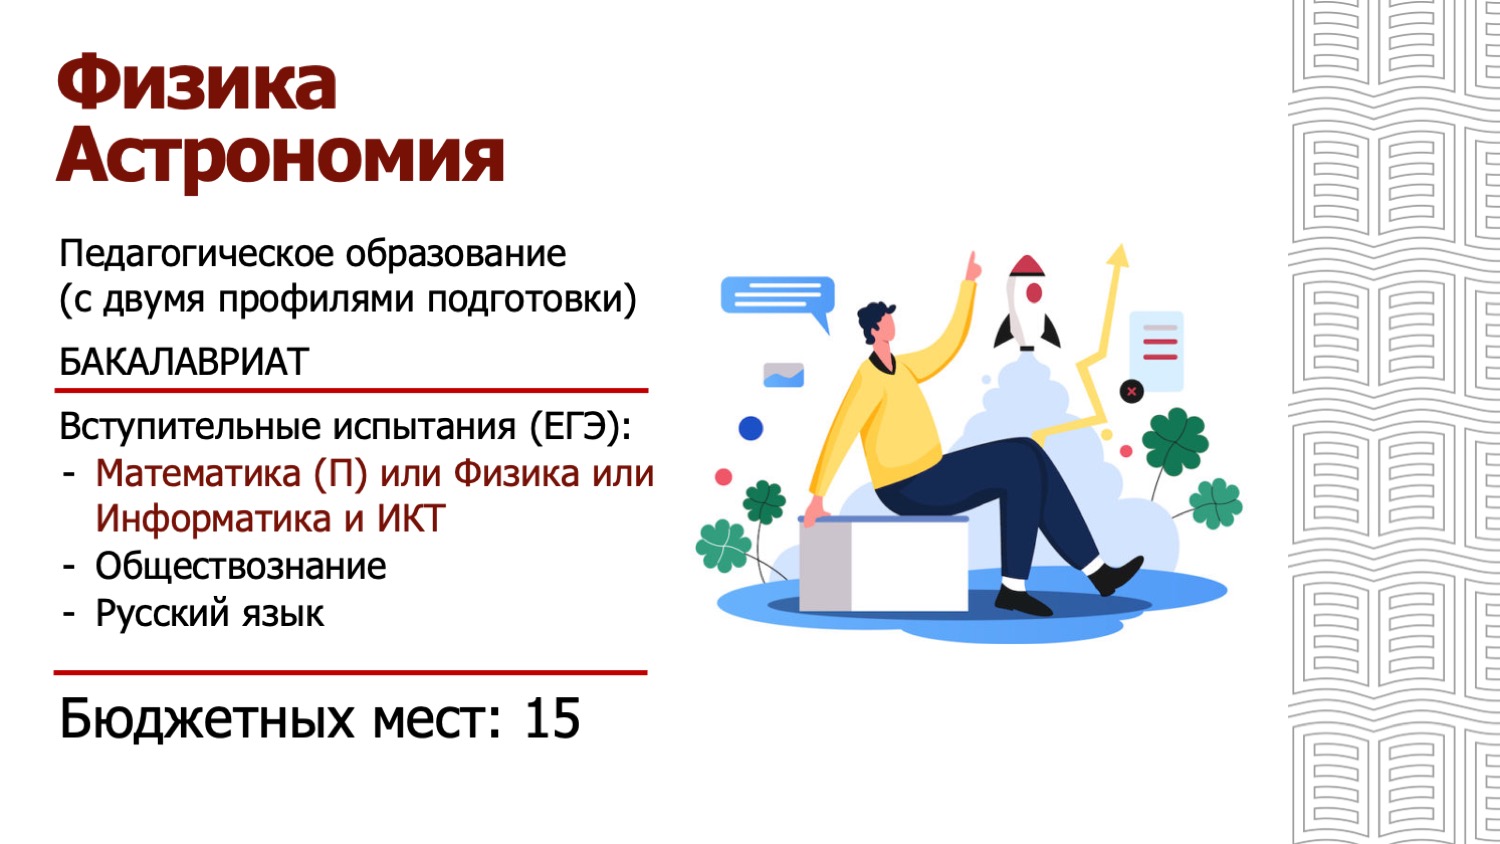 Физика
Астрономия
Педагогическое образование
(с двумя профилями подготовки)
БАКАЛАВРИАТ
Вступительные испытания (ЕГЭ):
- Математика (П) или Физика или
Информатика и ИКТ
- Обществознание
- Русский язык
Бюджетных мест: 15